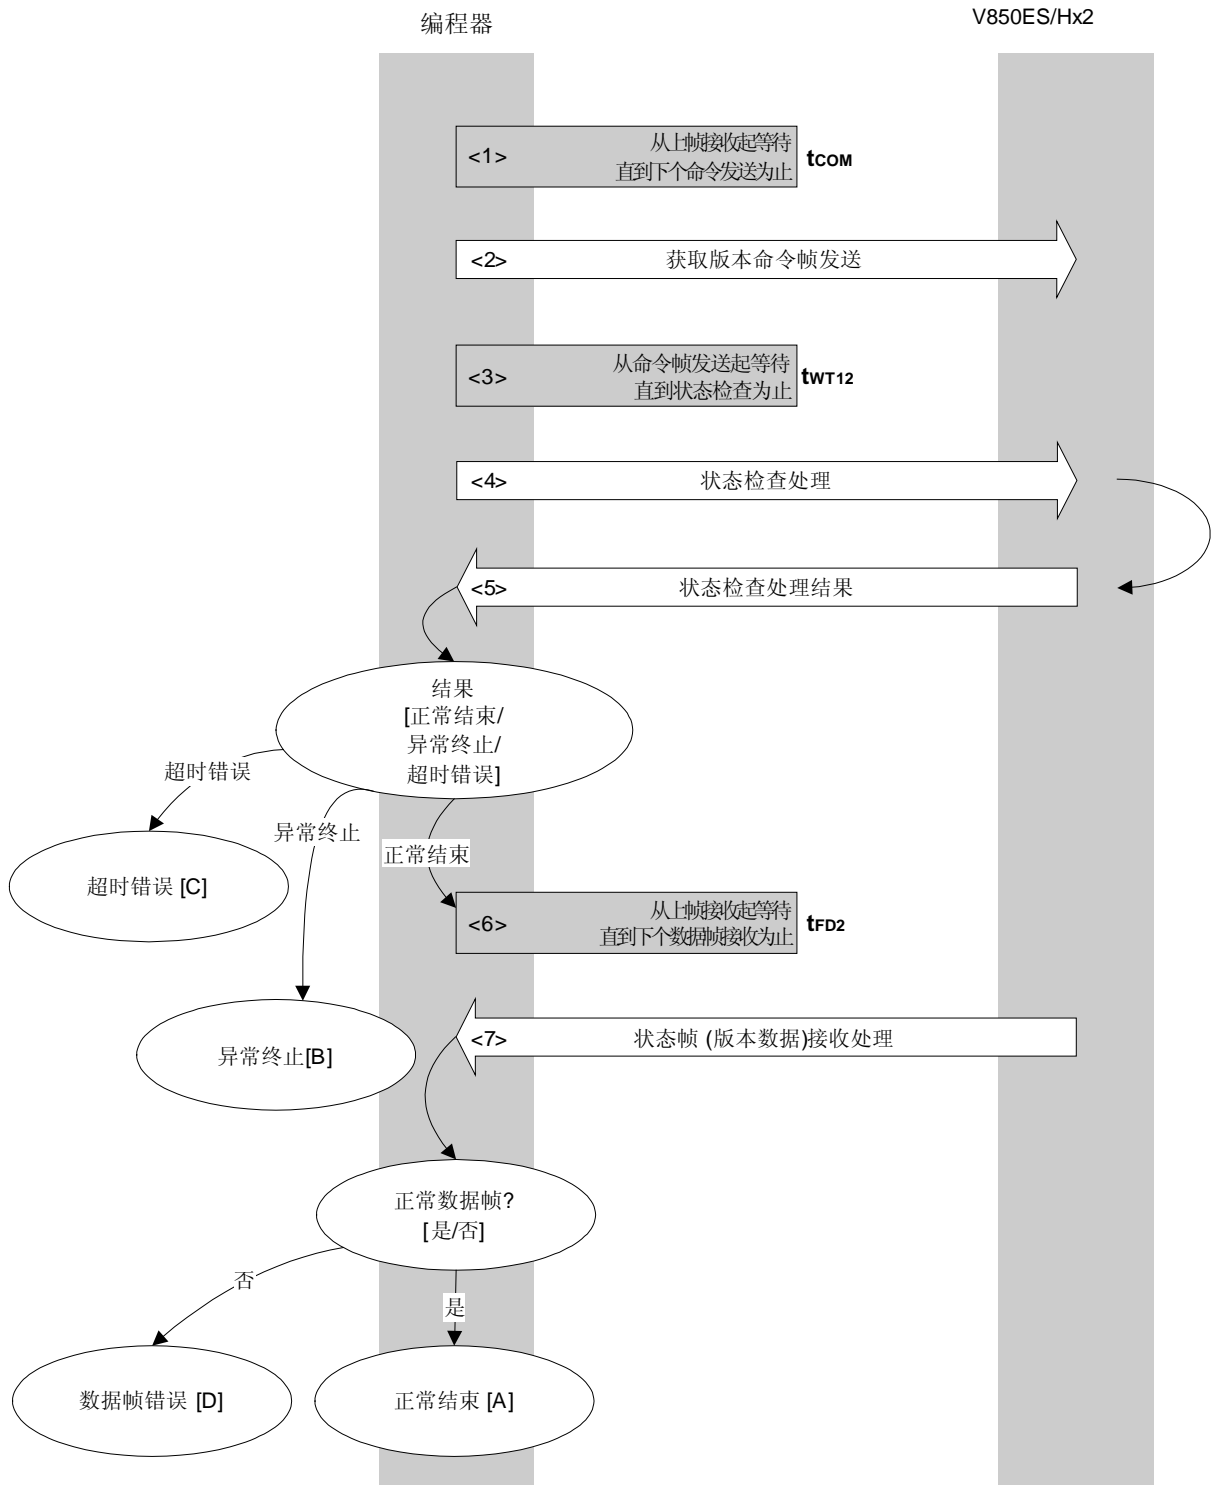 编程器
V850ES/Hx2
<1>
从上帧接收起等待
直到下个命令发送为止
tCOM
<2>
获取版本命令帧发送
<3>
从命令帧发送起等待
直到状态检查为止
tWT12
<4>
状态检查处理
<5>
状态检查处理结果
结果
[正常结束/
异常终止/
超时错误]
超时错误
异常终止
正常结束
超时错误 [C]
<6>
从上帧接收起等待
直到下个数据帧接收为止
tFD2
异常终止[B]
<7>
状态帧 (版本数据)接收处理
正常数据帧?
[是/否]
否
是
数据帧错误 [D]
正常结束 [A]